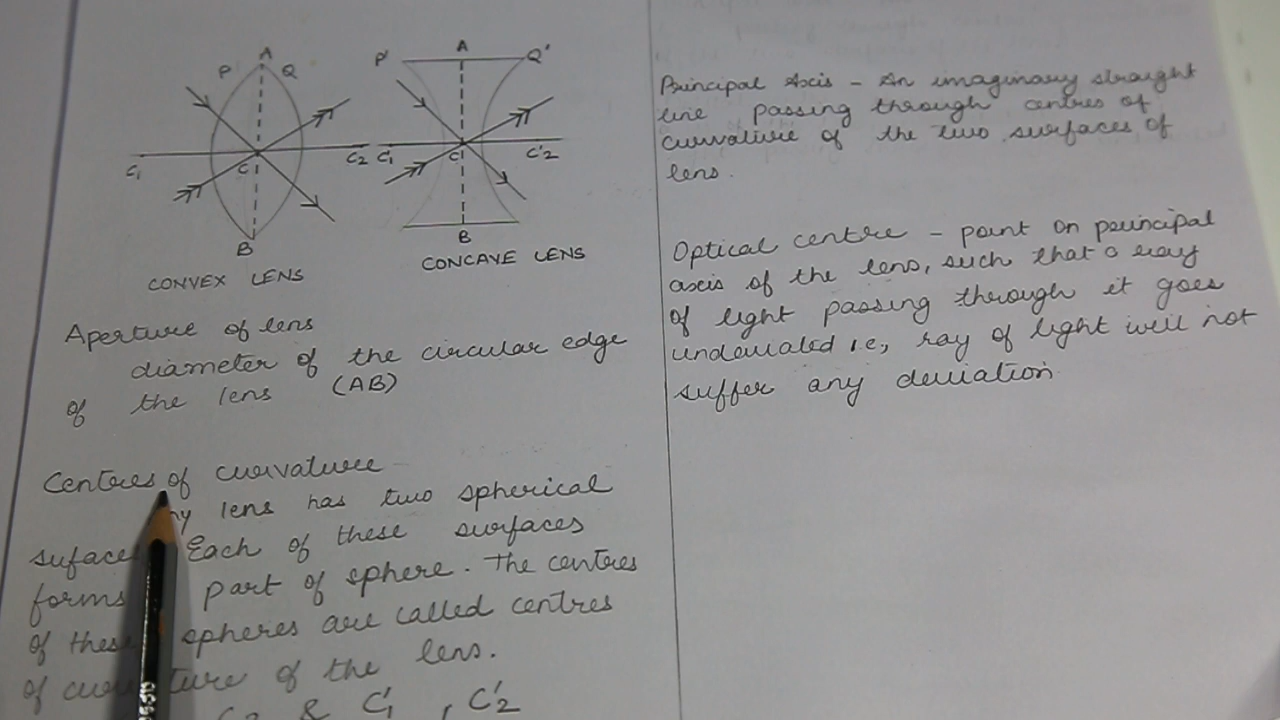 A
P Q
C1 C C2
B
CONVEX LENS
A
P' Q'
C'1 C' C'2
B
CONCAVE LENS
Aperture of lens
diameter of the circular edge
of the lens (AB)
Centres of curvature
lens has two spherical
Each of these surfaces
forms part of sphere. The centres
of these spheres are called centres
of the lens.
& C'1 , C'2
Principal Axis - An imaginary straight
line passing through centres of
curvature of the two surfaces of
lens.
Optical centre - point on principal
axis of the lens, such that a ray
of light passing through it goes
undeviated i.e, ray of light will not
suffer any deviation